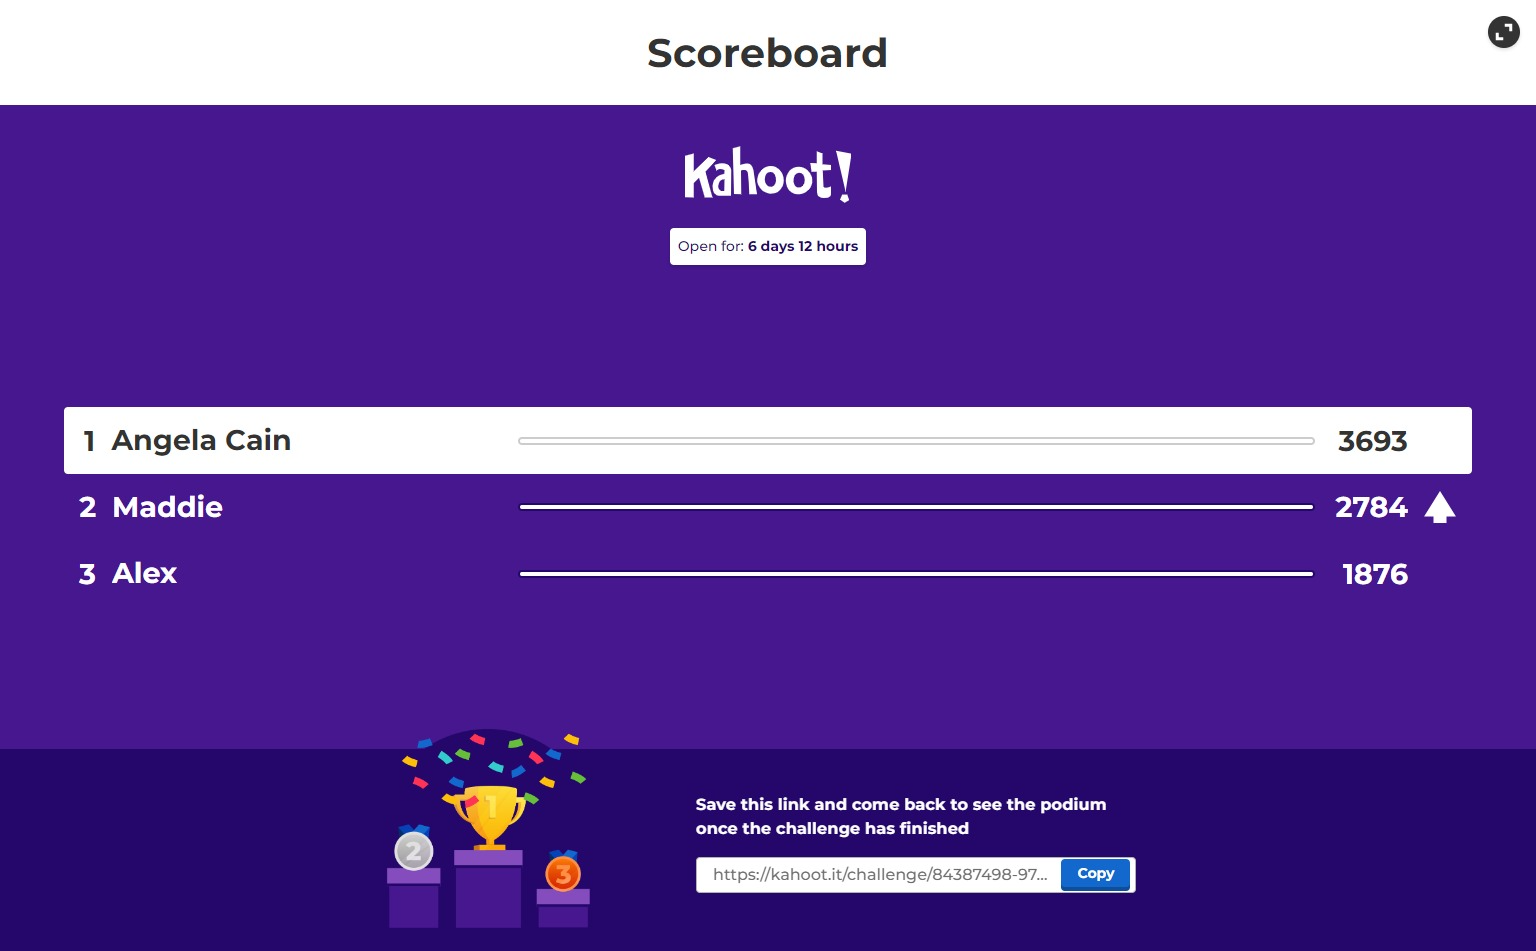 Scoreboard
Kahoot!
Open for: 6 days 12 hours
1 Angela Cain 3693
2 Maddie 2784
3 Alex 1876
1
2
3
Save this link and come back to see the podium
once the challenge has finished
https://kahoot.it/challenge/84387498-97... Copy